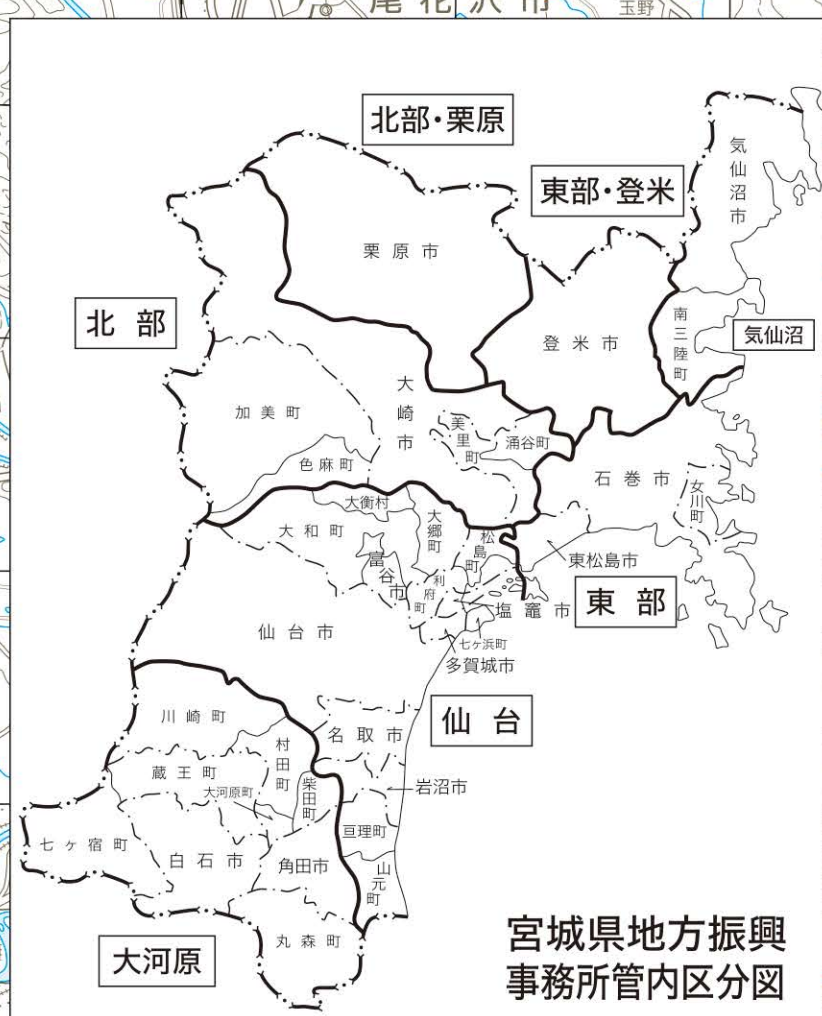 尾花沢市
玉野
北部・栗原
東部・登米
気仙沼市
栗原市
北部
登米市
南三陸町
気仙沼
加美町
大崎市
美里町
涌谷町
色麻町
石巻市
女川町
大衡村
大和町
大郷町
松島町
富谷市
利府町
東松島市
塩竈市
東部
仙台市
七ヶ浜町
多賀城市
仙台
川崎町
名取市
村田町
蔵王町
大河原町
柴田町
岩沼市
亘理町
七ヶ宿町
白石市
角田市
山元町
丸森町
大河原
宮城県地方振興
事務所管内区分図